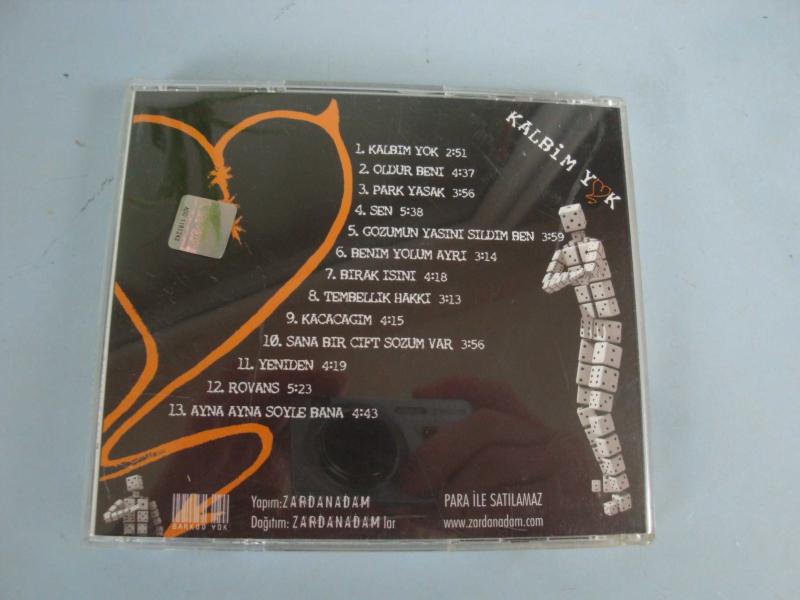 KALBİM Y K
1. KALBIM YOK 2:51
2. OLDUR BENI 4:37
3. PARK YASAK 3:56
4. SEN 5:38
5. GOZUMUN YASINI SILDIM BEN 3:59
6. BENIM YOLUM AYRI 3:14
7. BIRAK ISINI 4:18
8. TEMBELLIK HAKKI 3:13
9. KACACAGIM 4:15
10. SANA BIR CIFT SOZUM VAR 3:56
11. YENIDEN 4:19
12. ROVANS 5:23
13. AYNA AYNA SOYLE BANA 4:43
BARKOD YOK
Yapım: ZARDANADAM
Dağıtım: ZARDANADAM lar
PARA İLE SATILAMAZ
www.zardanadam.com